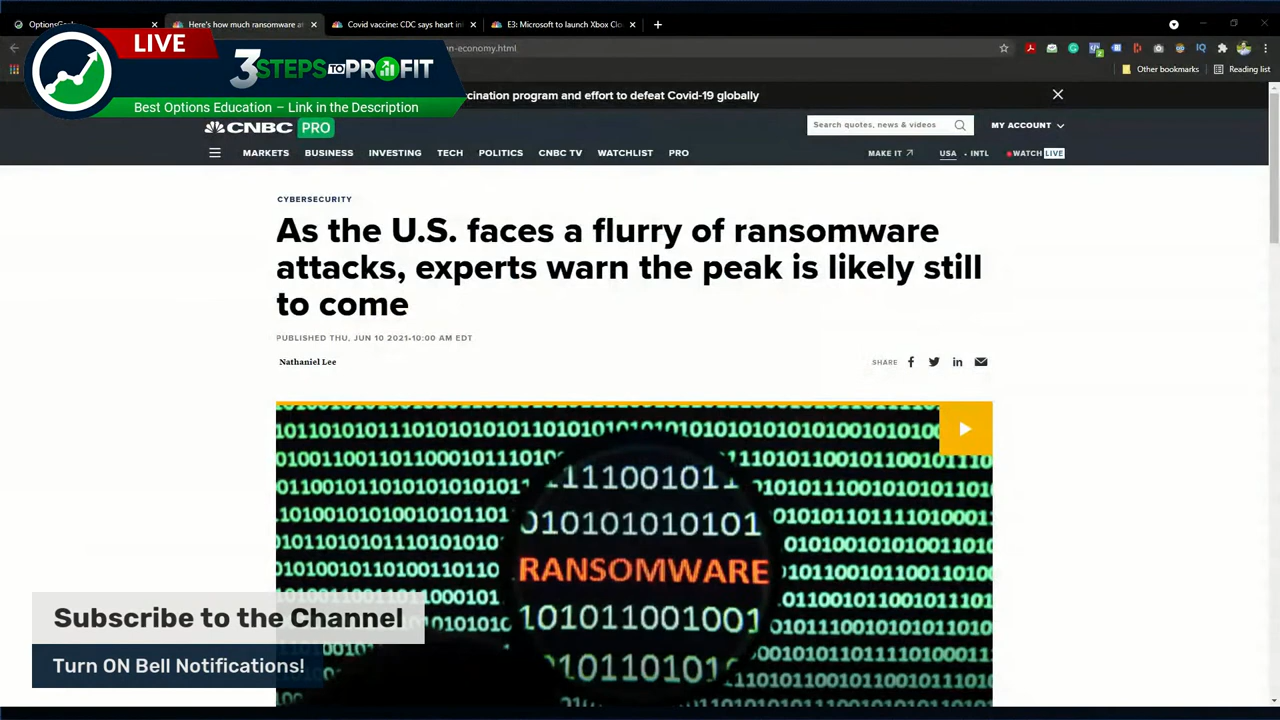 Here's how much ransomware at
Covid vaccine: CDC says heart in
E3: Microsoft to launch Xbox Clo
LIVE
3 STEPS TO PROFIT
Best Options Education – Link in the Description
n-economy.html
Other bookmarks
Reading list
cination program and effort to defeat Covid-19 globally
CNBC PRO
Search quotes, news & videos
MY ACCOUNT
MARKETS BUSINESS INVESTING TECH POLITICS CNBC TV WATCHLIST PRO
MAKE IT USA • INTL WATCH LIVE
CYBERSECURITY
As the U.S. faces a flurry of ransomware
attacks, experts warn the peak is likely still
to come
PUBLISHED THU, JUN 10 2021•10:00 AM EDT
Nathaniel Lee
SHARE
RANSOMWARE
Subscribe to the Channel
Turn ON Bell Notifications!